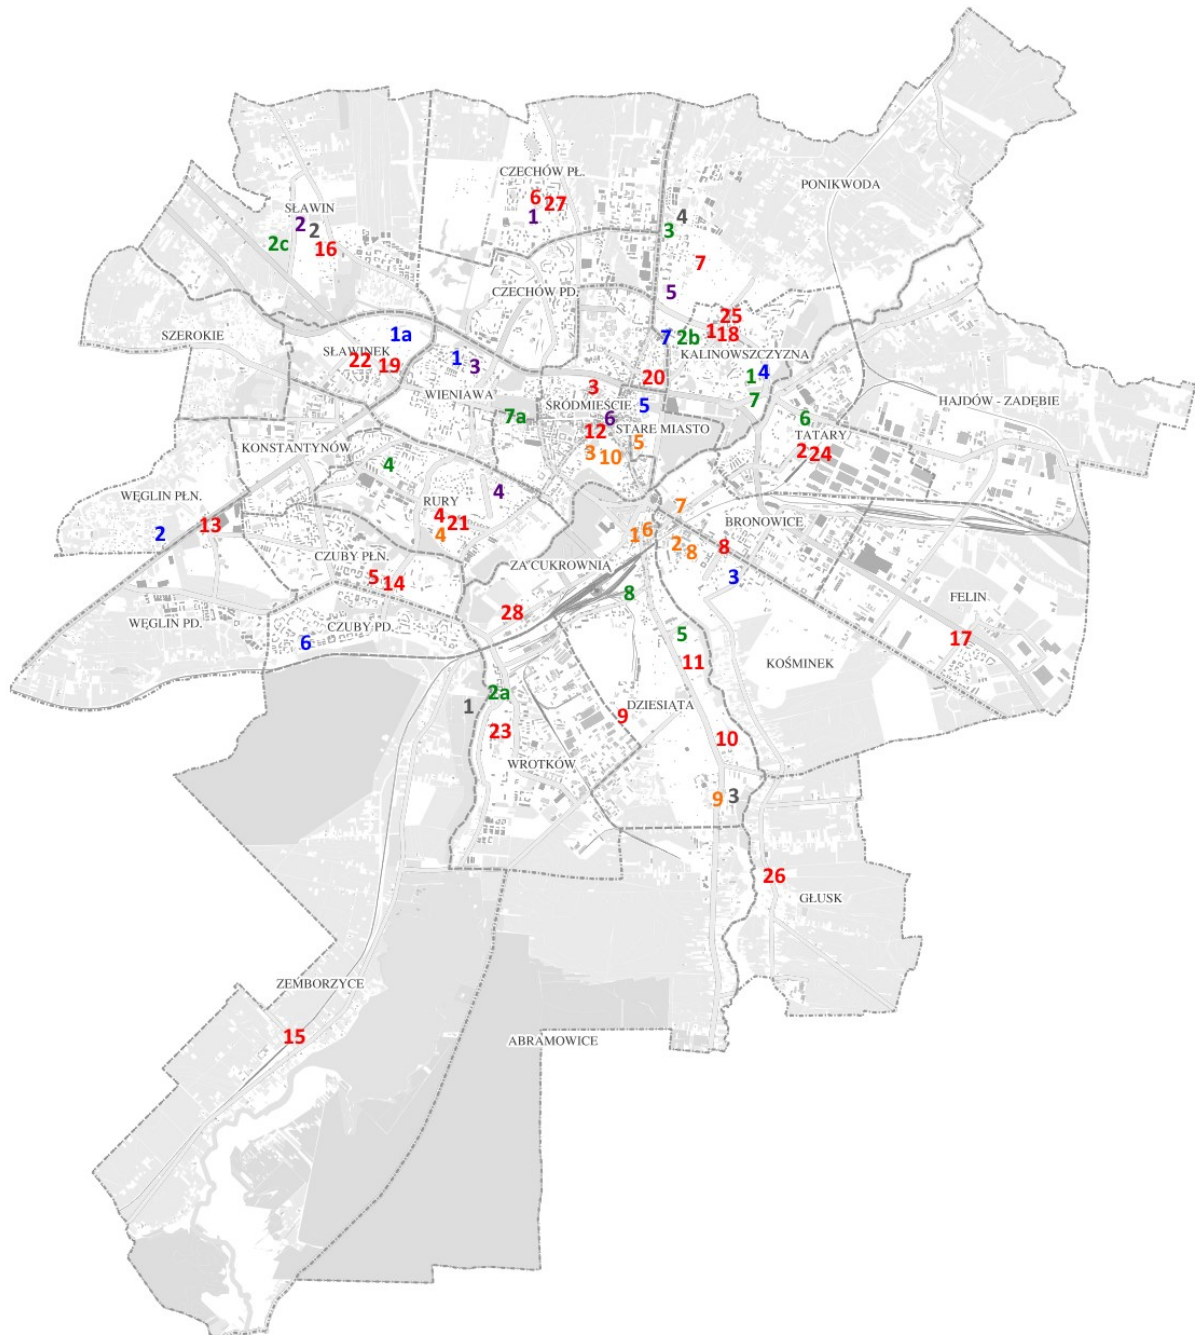 CZECHÓW PŁ.
6 27
1
PONIKWODA
SŁAWIN
2 2
2c
16
4
3
7
5
CZECHÓW PD.
SZEROKIE
1a
25
7 2b 1 18
KALINOWSZCZYZNA
SŁAWINEK
22 19
1 3
WIENIAWA
20
1 4
7
3
ŚRÓDMIEŚCIE 5
HAJDÓW - ZADĘBIE
7a
6
STARE MIASTO
12
5
3 10
6
TATARY
2 24
KONSTANTYNÓW
4
WĘGLIN PŁN.
4
RURY
4 21
4
13
2
7
BRONOWICE
1 6
2 8
8
3
CZUBY PŁN.
5 14
ZA CUKROWNIĄ
8
28
FELIN
17
WĘGLIN PD.
CZUBY PD.
6
5
11
KOŚMINEK
2a
1
23
DZIESIĄTA
9
10
WROTKÓW
9 3
26
GŁUSK
ZEMBORZYCE
15
ABRAMOWICE